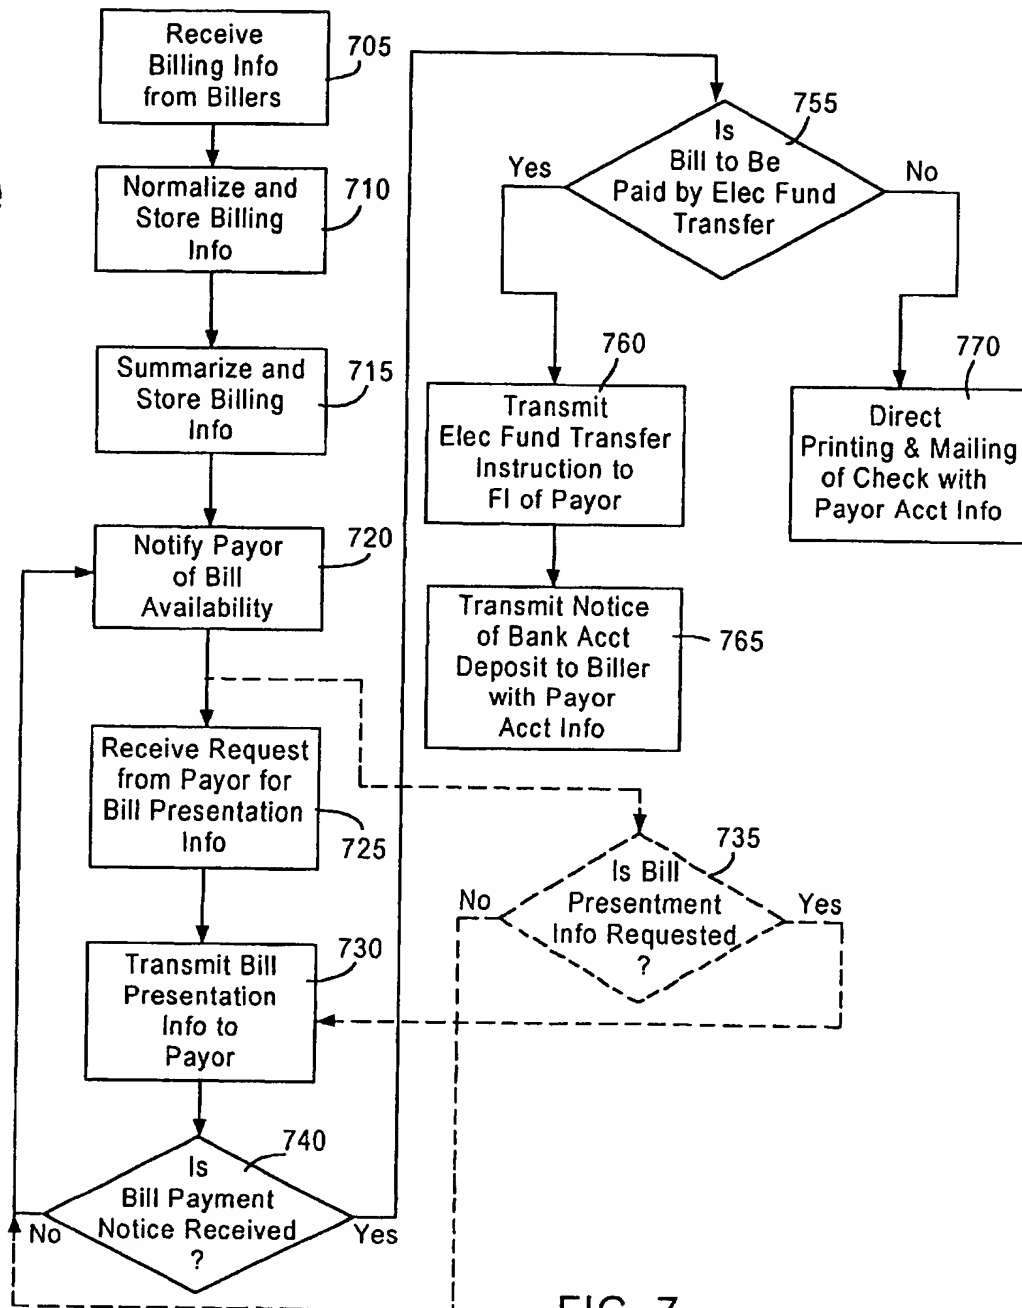 Receive
Billing Info
from Billers
705
Normalize and
Store Billing
Info
710
Summarize and
Store Billing
Info
715
Notify Payor
of Bill
Availability
720
Receive Request
from Payor for
Bill Presentation
Info
725
Transmit Bill
Presentation
Info to
Payor
730
Is
Bill Payment
Notice Received
?
740
No
Yes
Is
Bill to Be
Paid by Elec Fund
Transfer
755
Yes
No
Transmit
Elec Fund Transfer
Instruction to
FI of Payor
760
Transmit Notice
of Bank Acct
Deposit to Biller
with Payor
Acct Info
765
Direct
Printing & Mailing
of Check with
Payor Acct Info
770
Is Bill
Presentment
Info Requested
?
735
No
Yes
FIG. 7